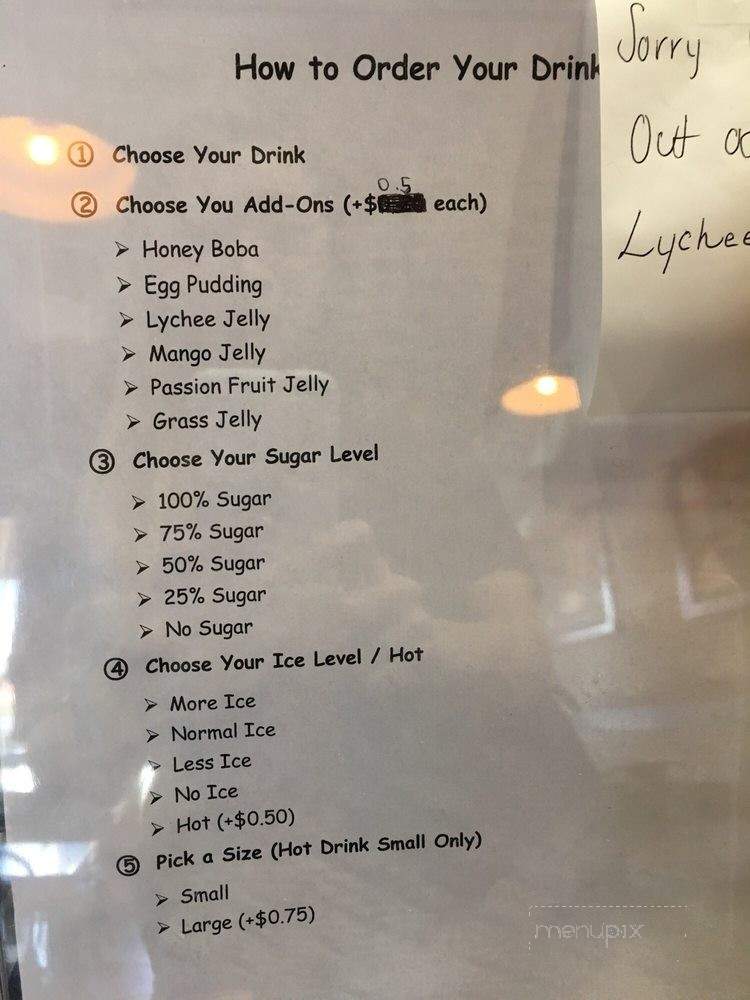 How to Order Your Drink
① Choose Your Drink
0.5
② Choose You Add-Ons (+$ each)
➢ Honey Boba
➢ Egg Pudding
➢ Lychee Jelly
➢ Mango Jelly
➢ Passion Fruit Jelly
➢ Grass Jelly
③ Choose Your Sugar Level
➢ 100% Sugar
➢ 75% Sugar
➢ 50% Sugar
➢ 25% Sugar
➢ No Sugar
④ Choose Your Ice Level / Hot
➢ More Ice
➢ Normal Ice
➢ Less Ice
➢ No Ice
➢ Hot (+$0.50)
⑤ Pick a Size (Hot Drink Small Only)
➢ Small
➢ Large (+$0.75)
Sorry
Out
Lychee
menupix